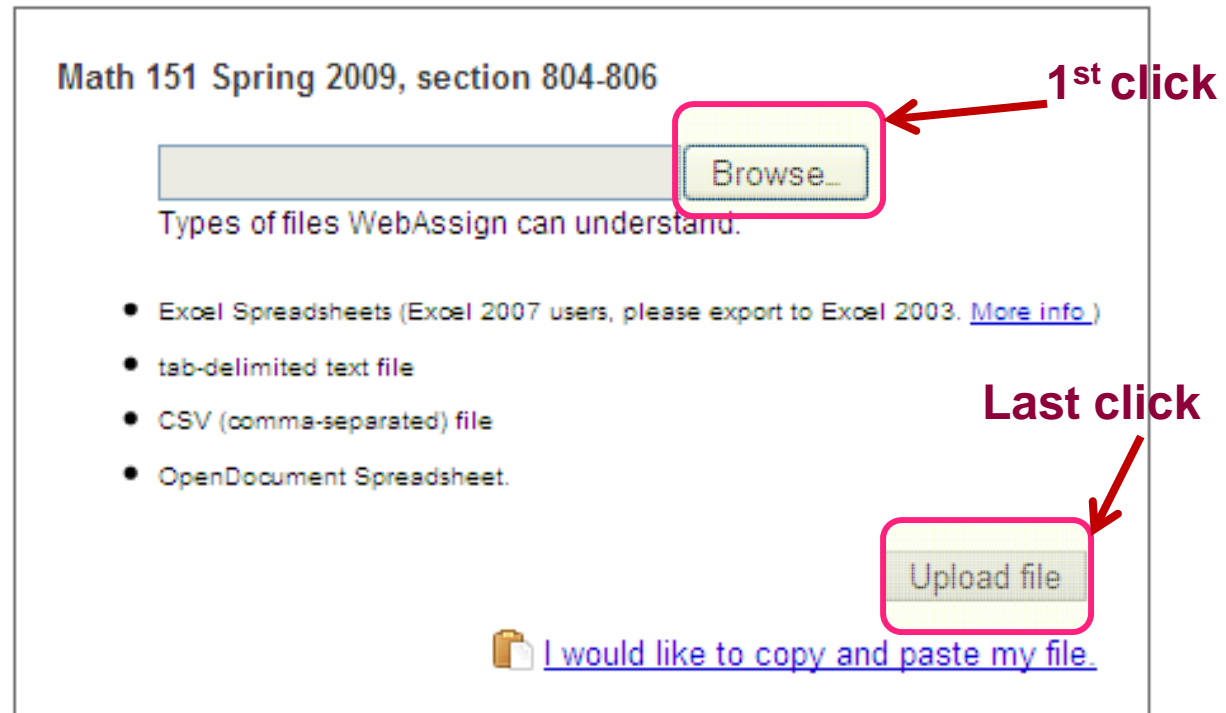 Math 151 Spring 2009, section 804-806
1st click
Browse...
Types of files WebAssign can understand:
Excel Spreadsheets (Excel 2007 users, please export to Excel 2003. More info )
tab-delimited text file
CSV (comma-separated) file
Last click
OpenDocument Spreadsheet.
Upload file
I would like to copy and paste my file.